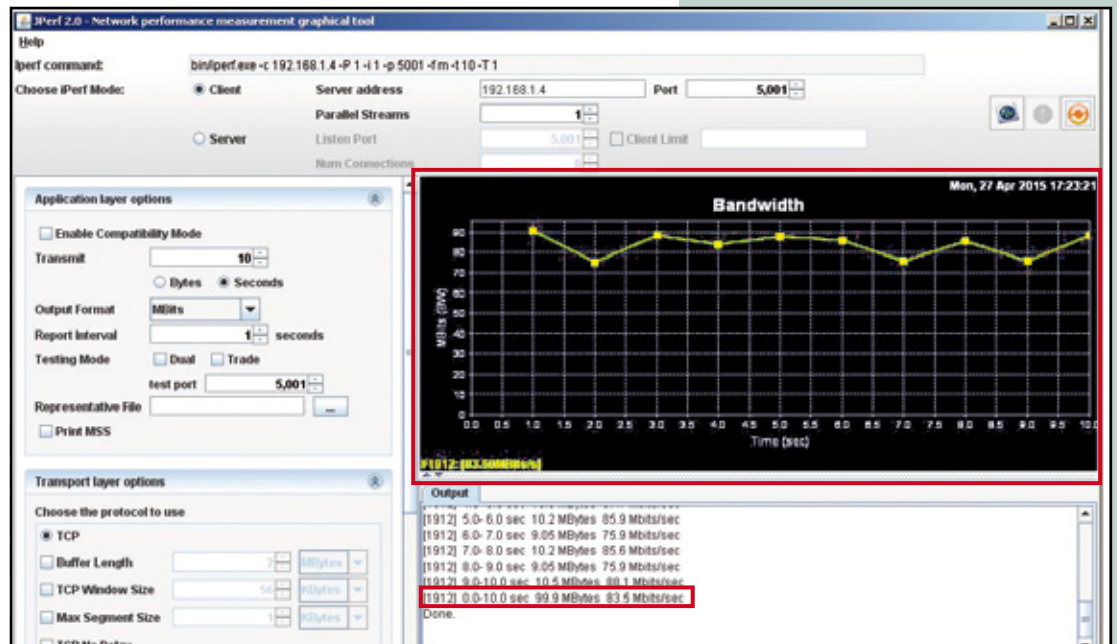 JPerf 2.0 - Network performance measurement graphical tool
Help
Iperf command: bin/iperf.exe -c 192.168.1.4 -P 1 -i 1 -p 5001 -f m -t 10 -T 1
Choose iPerf Mode: Client Server address 192.168.1.4 Port 5,001
Parallel Streams 1
Server Listen Port 5,001 Client Limit
Num Connections 0
Application layer options
Enable Compatibility Mode
Transmit 10
Bytes Seconds
Output Format MBits
Report Interval 1 seconds
Testing Mode Dual Trade
test port 5,001
Representative File ...
Print MSS
Transport layer options
Choose the protocol to use
TCP
Buffer Length 2 MBytes
TCP Window Size 56 KBytes
Max Segment Size 1 KBytes
TCP No Delay
Mon, 27 Apr 2015 17:23:21
Bandwidth
MBits (BW)
90
80
70
60
50
40
30
20
10
0
0.0 0.5 1.0 1.5 2.0 2.5 3.0 3.5 4.0 4.5 5.0 5.5 6.0 6.5 7.0 7.5 8.0 8.5 9.0 9.5 10.0
Time (sec)
#1912: [83.50MBits/s]
Output
[1912] 5.0- 6.0 sec 10.2 MBytes 85.9 Mbits/sec
[1912] 6.0- 7.0 sec 9.05 MBytes 75.9 Mbits/sec
[1912] 7.0- 8.0 sec 10.2 MBytes 85.6 Mbits/sec
[1912] 8.0- 9.0 sec 9.05 MBytes 75.9 Mbits/sec
[1912] 9.0-10.0 sec 10.5 MBytes 88.1 Mbits/sec
[1912] 0.0-10.0 sec 99.9 MBytes 83.5 Mbits/sec
Done.